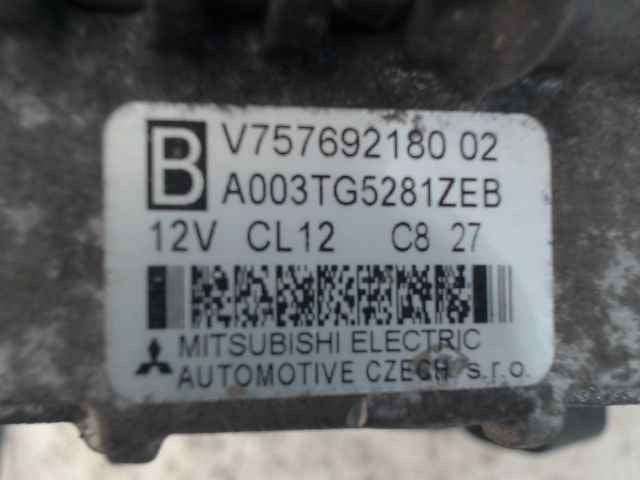 B V757692180 02
A003TG5281ZEB
12V CL12 C8 27
MITSUBISHI ELECTRIC
AUTOMOTIVE CZECH s.r.o.